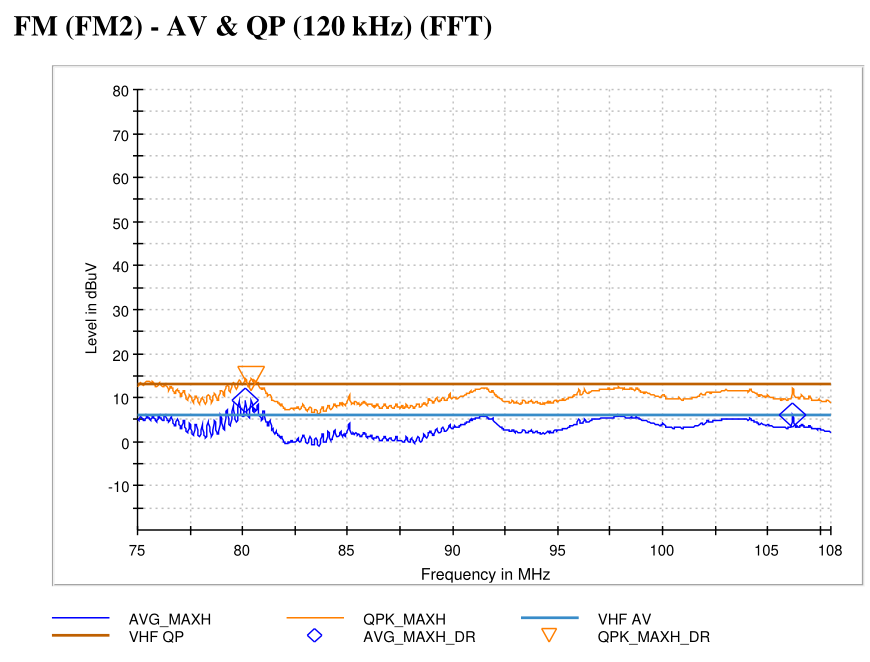 FM (FM2) - AV & QP (120 kHz) (FFT)
80
70
60
50
40
30
20
10
0
-10
Level in dBuV
75 80 85 90 95 100 105 108
Frequency in MHz
AVG_MAXH QPK_MAXH VHF AV
VHF QP AVG_MAXH_DR QPK_MAXH_DR